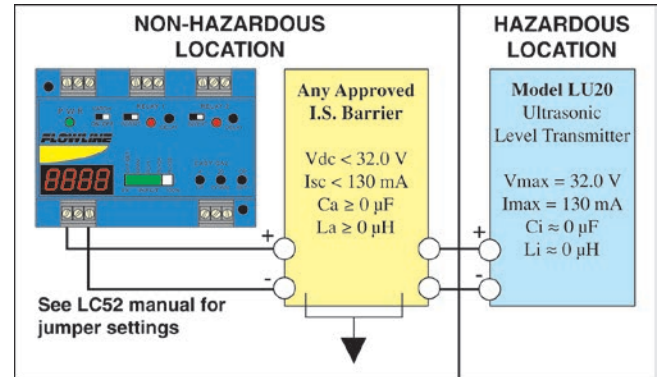 NON-HAZARDOUS
LOCATION
HAZARDOUS
LOCATION
FLOWLINE
8888
Any Approved
I.S. Barrier
Vdc < 32.0 V
Isc < 130 mA
Ca ≥ 0 µF
La ≥ 0 µH
Model LU20
Ultrasonic
Level Transmitter
Vmax = 32.0 V
Imax = 130 mA
Ci ≈ 0 µF
Li ≈ 0 µH
+
-
+
-
See LC52 manual for
jumper settings